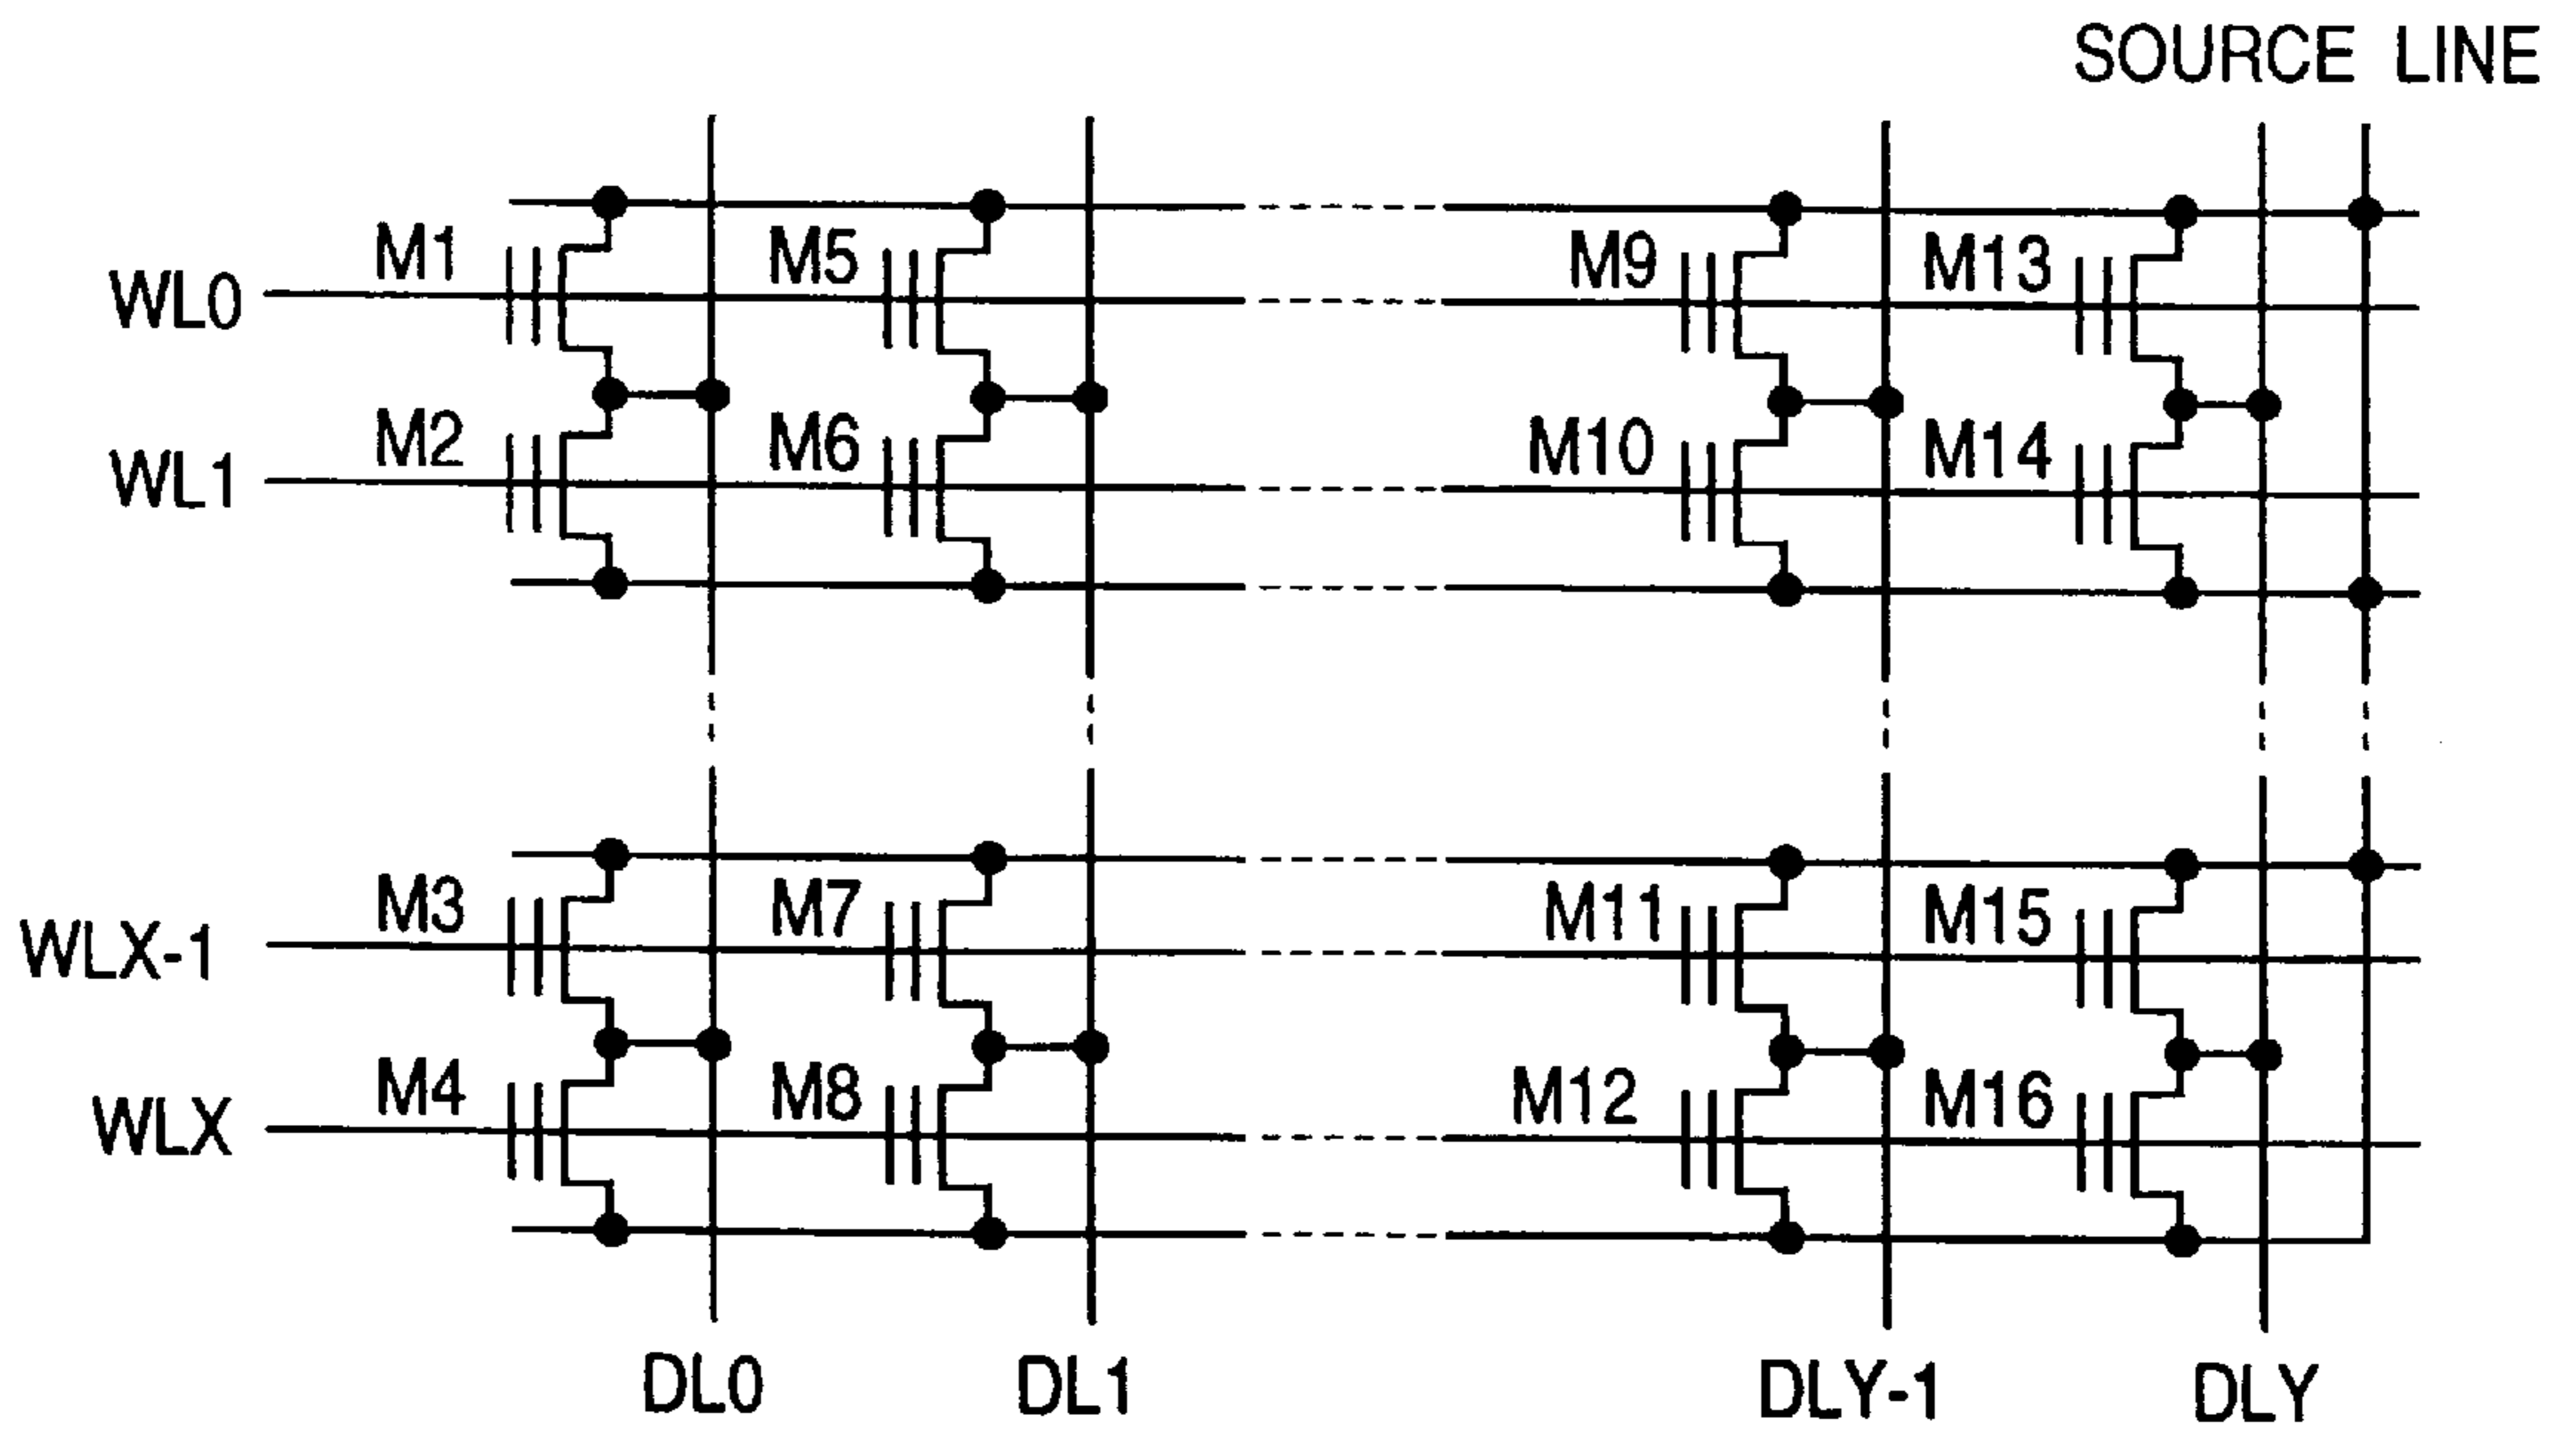 SOURCE LINE
M1 M5 M9 M13
WL0
M2 M6 M10 M14
WL1
M3 M7 M11 M15
WLX-1
M4 M8 M12 M16
WLX
DL0 DL1 DLY-1 DLY